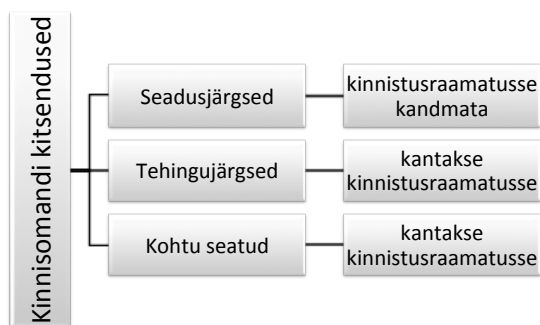 Kinnisomandi kitsendused
Seadusjärgsed
kinnistusraamatusse
kandmata
Tehingujärgsed
kantakse
kinnistusraamatusse
Kohtu seatud
kantakse
kinnistusraamatusse